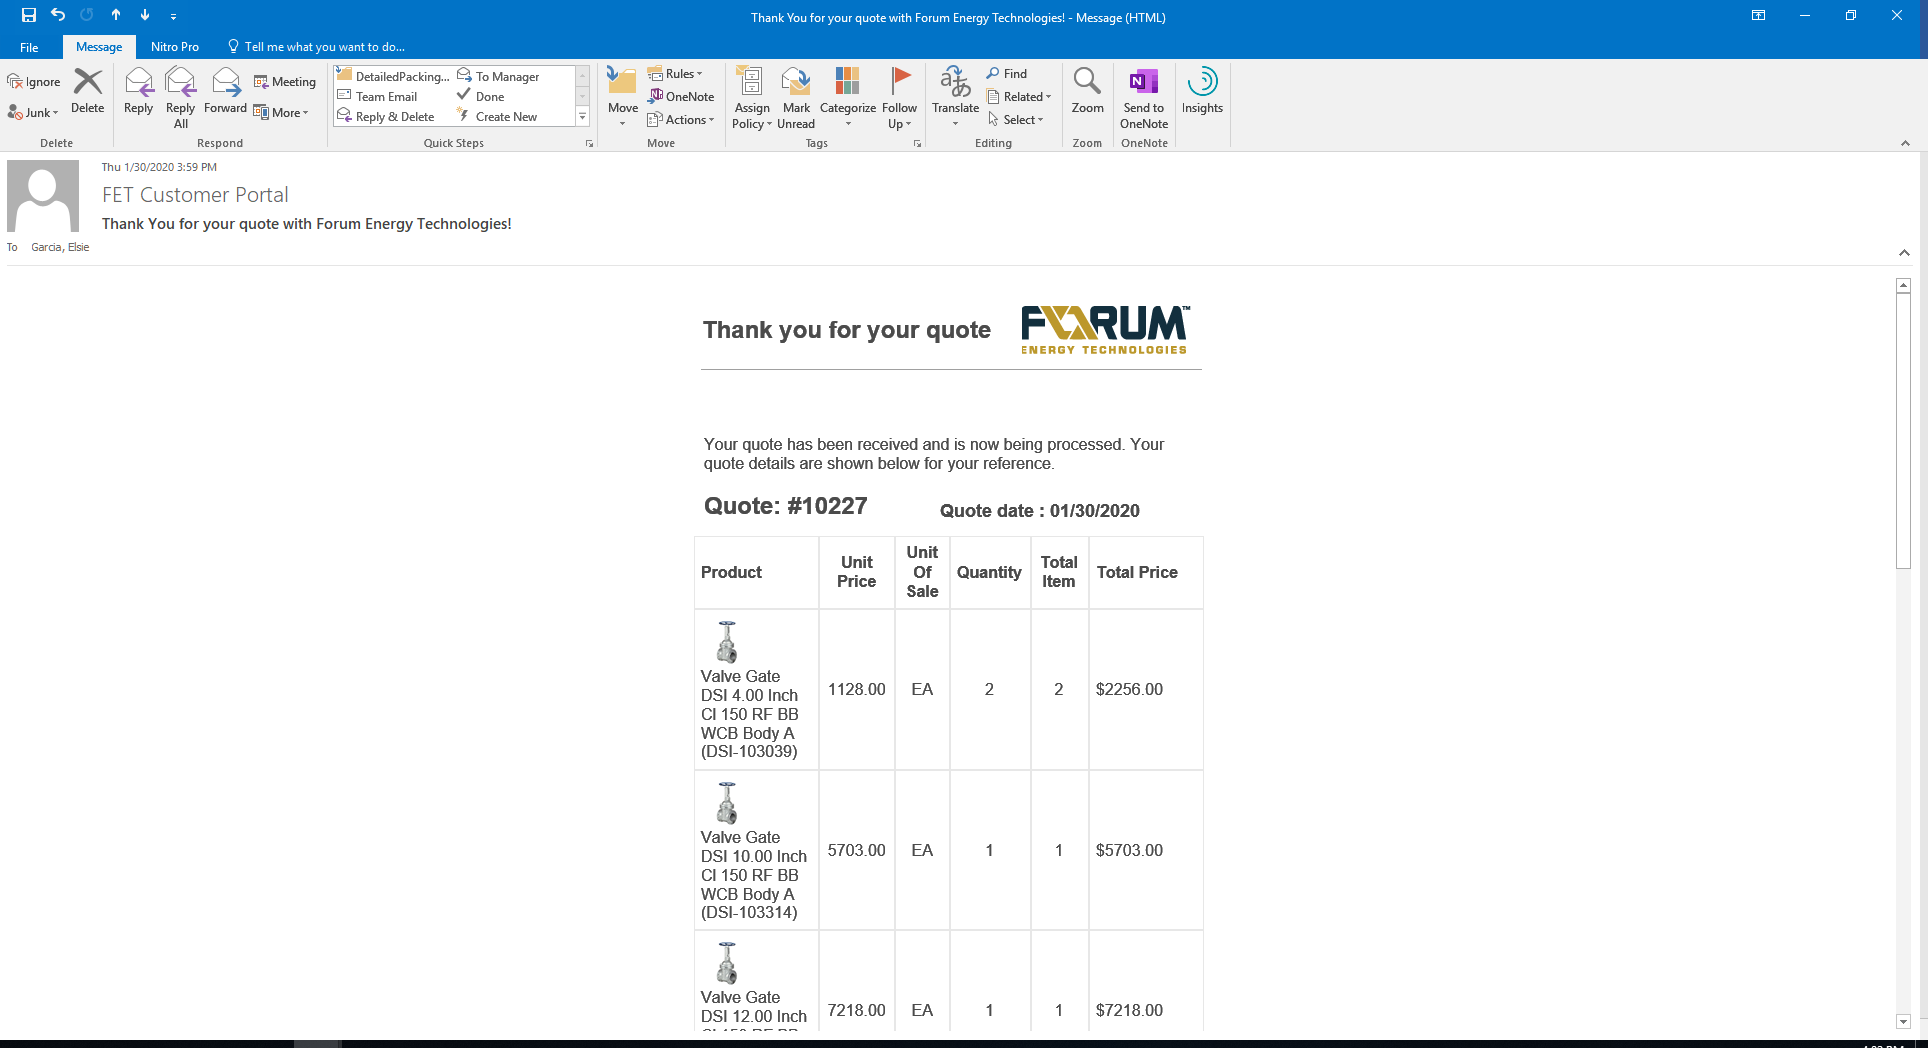 Thank You for your quote with Forum Energy Technologies! - Message (HTML)
File Message Nitro Pro Tell me what you want to do...
Ignore
Junk
Delete
Delete
Reply
Reply All
Forward
Meeting
More
Respond
DetailedPacking... To Manager
Team Email Done
Reply & Delete Create New
Quick Steps
Move
Rules
OneNote
Actions
Move
Assign Policy
Mark Unread
Categorize
Follow Up
Tags
Translate
Find
Related
Select
Editing
Zoom
Zoom
Send to OneNote
OneNote
Insights
Thu 1/30/2020 3:59 PM
FET Customer Portal
Thank You for your quote with Forum Energy Technologies!
To Garcia, Elsie
Thank you for your quote
FORUM™
ENERGY TECHNOLOGIES
Your quote has been received and is now being processed. Your
quote details are shown below for your reference.
Quote: #10227 Quote date : 01/30/2020
Product Unit Price Unit Of Sale Quantity Total Item Total Price
Valve Gate
DSI 4.00 Inch
Cl 150 RF BB
WCB Body A
(DSI-103039)
1128.00 EA 2 2 $2256.00
Valve Gate
DSI 10.00 Inch
Cl 150 RF BB
WCB Body A
(DSI-103314)
5703.00 EA 1 1 $5703.00
Valve Gate
DSI 12.00 Inch
7218.00 EA 1 1 $7218.00